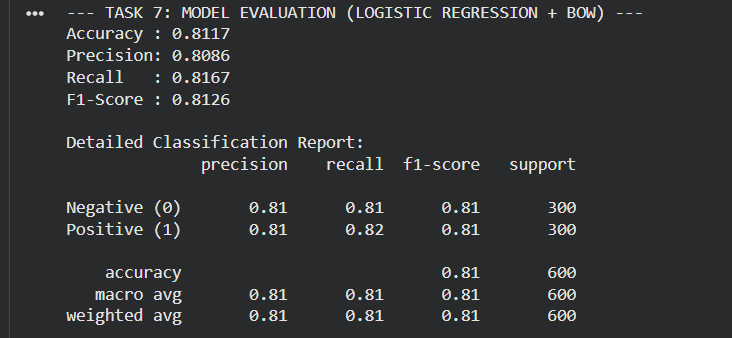 ••• --- TASK 7: MODEL EVALUATION (LOGISTIC REGRESSION + BOW) ---
Accuracy : 0.8117
Precision: 0.8086
Recall   : 0.8167
F1-Score : 0.8126

Detailed Classification Report:
              precision    recall  f1-score   support

Negative (0)       0.81      0.81      0.81       300
Positive (1)       0.81      0.82      0.81       300

    accuracy                           0.81       600
   macro avg       0.81      0.81      0.81       600
weighted avg       0.81      0.81      0.81       600